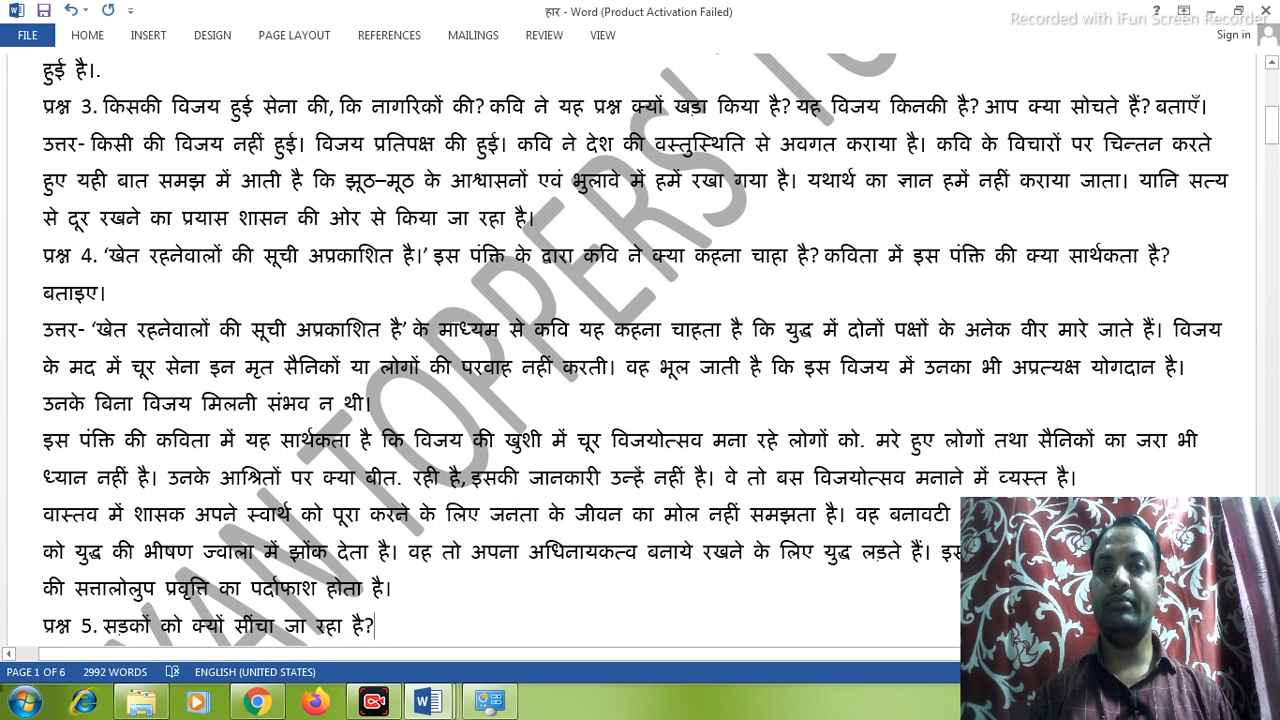 हार - Word (Product Activation Failed)
Recorded with iFun Screen Recorder
FILE HOME INSERT DESIGN PAGE LAYOUT REFERENCES MAILINGS REVIEW VIEW Sign in
हुई है।.
प्रश्न 3. किसकी विजय हुई सेना की, कि नागरिकों की? कवि ने यह प्रश्न क्यों खड़ा किया है? यह विजय किनकी है? आप क्या सोचते हैं? बताएँ।
उत्तर- किसी की विजय नहीं हुई। विजय प्रतिपक्ष की हुई। कवि ने देश की वस्तुस्थिति से अवगत कराया है। कवि के विचारों पर चिन्तन करते
हुए यही बात समझ में आती है कि झूठ–मूठ के आश्वासनों एवं भुलावे में हमें रखा गया है। यथार्थ का ज्ञान हमें नहीं कराया जाता। यानि सत्य
से दूर रखने का प्रयास शासन की ओर से किया जा रहा है।
प्रश्न 4. ‘खेत रहनेवालों की सूची अप्रकाशित है।’ इस पंक्ति के द्वारा कवि ने क्या कहना चाहा है? कविता में इस पंक्ति की क्या सार्थकता है?
बताइए।
उत्तर- ‘खेत रहनेवालों की सूची अप्रकाशित है’ के माध्यम से कवि यह कहना चाहता है कि युद्ध में दोनों पक्षों के अनेक वीर मारे जाते हैं। विजय
के मद में चूर सेना इन मृत सैनिकों या लोगों की परवाह नहीं करती। वह भूल जाती है कि इस विजय में उनका भी अप्रत्यक्ष योगदान है।
उनके बिना विजय मिलनी संभव न थी।
इस पंक्ति की कविता में यह सार्थकता है कि विजय की खुशी में चूर विजयोत्सव मना रहे लोगों को. मरे हुए लोगों तथा सैनिकों का जरा भी
ध्यान नहीं है। उनके आश्रितों पर क्या बीत. रही है, इसकी जानकारी उन्हें नहीं है। वे तो बस विजयोत्सव मनाने में व्यस्त है।
वास्तव में शासक अपने स्वार्थ को पूरा करने के लिए जनता के जीवन का मोल नहीं समझता है। वह बनावटी
को युद्ध की भीषण ज्वाला में झोंक देता है। वह तो अपना अधिनायकत्व बनाये रखने के लिए युद्ध लड़ते हैं।
की सत्तालोलुप प्रवृत्ति का पर्दाफाश होता है।
प्रश्न 5. सड़कों को क्यों सींचा जा रहा है?
PAGE 1 OF 6 2992 WORDS ENGLISH (UNITED STATES)